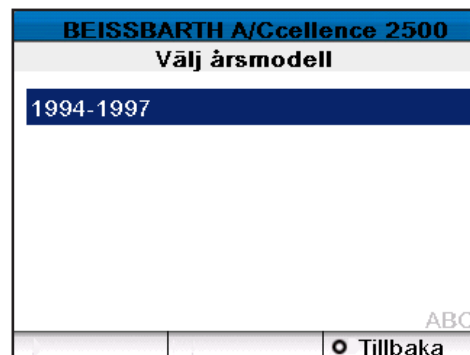 BEISSBARTH A/Ccellence 2500
Välj årsmodell
1994-1997
ABC
Tillbaka